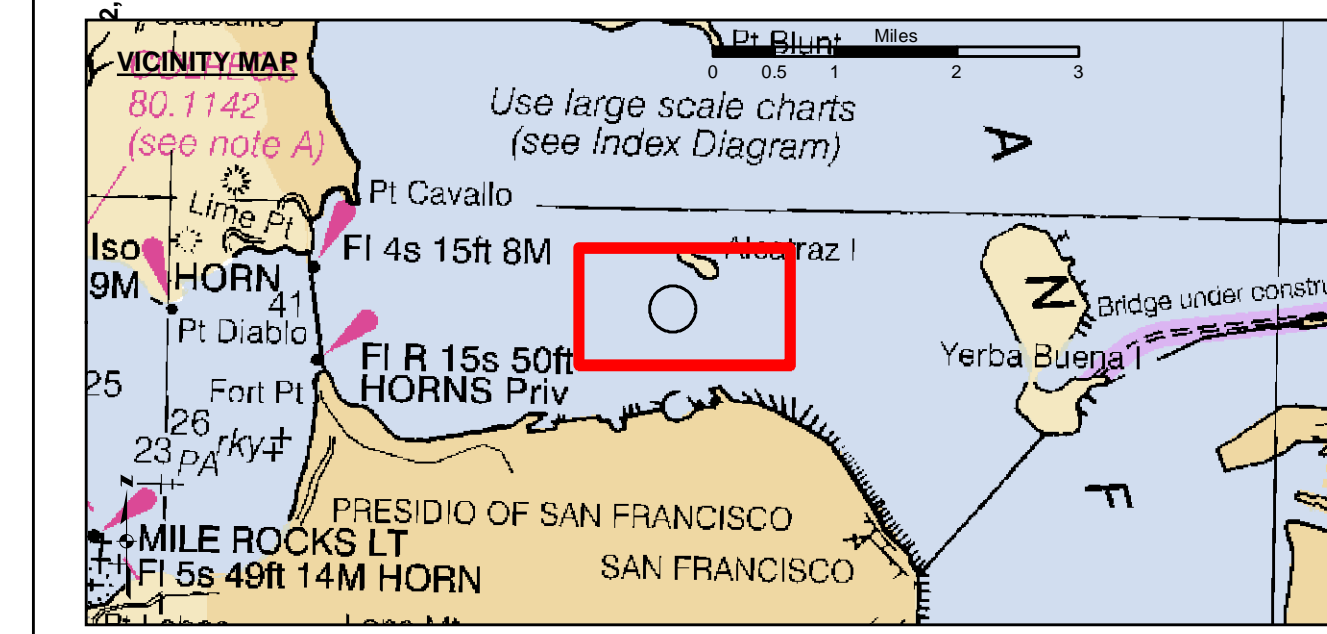 VICINITY MAP
COLREGS
80.1142
(see note A)
Pt Blunt
Miles
0 0.5 1 2 3
Use large scale charts
(see Index Diagram)
A
Lime Pt
Pt Cavallo
Iso
9M
HORN
Fl 4s 15ft 8M
Alcatraz I
N
41
Pt Diablo
Bridge under constru
Yerba Buena I
Fl R 15s 50ft
HORNS Priv
25
Fort Pt
26
23
PA
rky
N
F
PRESIDIO OF SAN FRANCISCO
MILE ROCKS LT
SAN FRANCISCO
Fl 5s 49ft 14M HORN